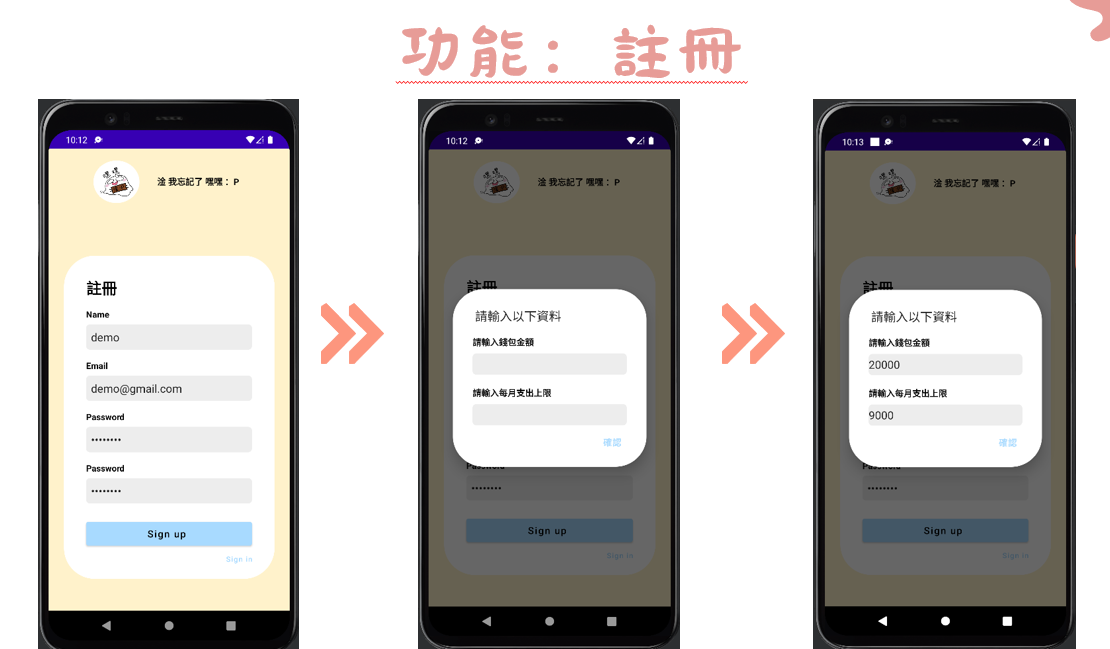 功能： 註冊
10:12
淦 我忘記了 嘿嘿：P
註冊
Name
demo
Email
demo@gmail.com
Password
••••••••
Password
••••••••
Sign up
Sign in
10:12
淦 我忘記了 嘿嘿：P
註冊
請輸入以下資料
請輸入錢包金額
請輸入每月支出上限
確認
Password
••••••••
Sign up
Sign in
10:13
淦 我忘記了 嘿嘿：P
註冊
請輸入以下資料
請輸入錢包金額
20000
請輸入每月支出上限
9000
確認
Password
••••••••
Sign up
Sign in